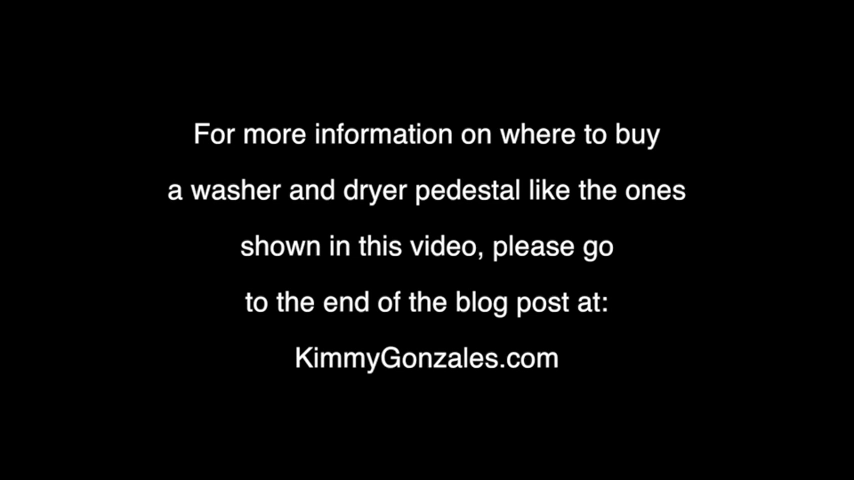 For more information on where to buy
a washer and dryer pedestal like the ones
shown in this video, please go
to the end of the blog post at:
KimmyGonzales.com